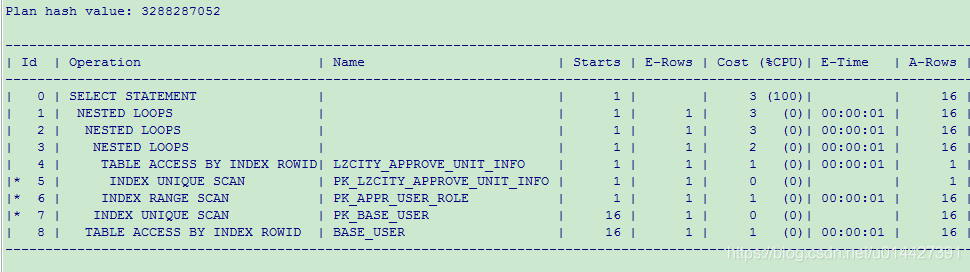 Plan hash value: 3288287052
--------------------------------------------------------------------------------------------------------------------------
| Id | Operation | Name | Starts | E-Rows | Cost (%CPU)| E-Time | A-Rows |
--------------------------------------------------------------------------------------------------------------------------
| 0 | SELECT STATEMENT | | 1 | | 3 (100)| | 16 |
| 1 | NESTED LOOPS | | 1 | 1 | 3 (0)| 00:00:01 | 16 |
| 2 | NESTED LOOPS | | 1 | 1 | 3 (0)| 00:00:01 | 16 |
| 3 | NESTED LOOPS | | 1 | 1 | 2 (0)| 00:00:01 | 16 |
| 4 | TABLE ACCESS BY INDEX ROWID| LZCITY_APPROVE_UNIT_INFO | 1 | 1 | 1 (0)| 00:00:01 | 1 |
|* 5 | INDEX UNIQUE SCAN | PK_LZCITY_APPROVE_UNIT_INFO | 1 | 1 | 0 (0)| | 1 |
|* 6 | INDEX RANGE SCAN | PK_APPR_USER_ROLE | 1 | 1 | 1 (0)| 00:00:01 | 16 |
|* 7 | INDEX UNIQUE SCAN | PK_BASE_USER | 16 | 1 | 0 (0)| | 16 |
| 8 | TABLE ACCESS BY INDEX ROWID | BASE_USER | 16 | 1 | 1 (0)| 00:00:01 | 16 |
--------------------------------------------------------------------------------------------------------------------------
https://blog.csdn.net/u014427391